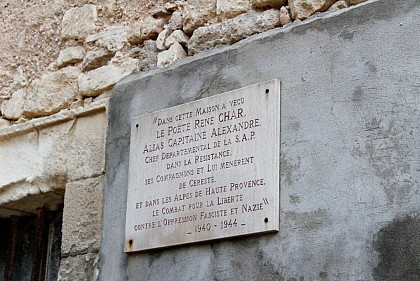 "Dans cette Maison a vécu
le Poète René CHAR,
Alias Capitaine Alexandre,
Chef Départemental de la S.A.P.
dans la Résistance.
ses Compagnons et Lui menèrent
de Céreste,
et dans les Alpes de Haute Provence,
le Combat pour la Liberté
contre l'Oppression Fasciste et Nazie"
– 1940 - 1944 –